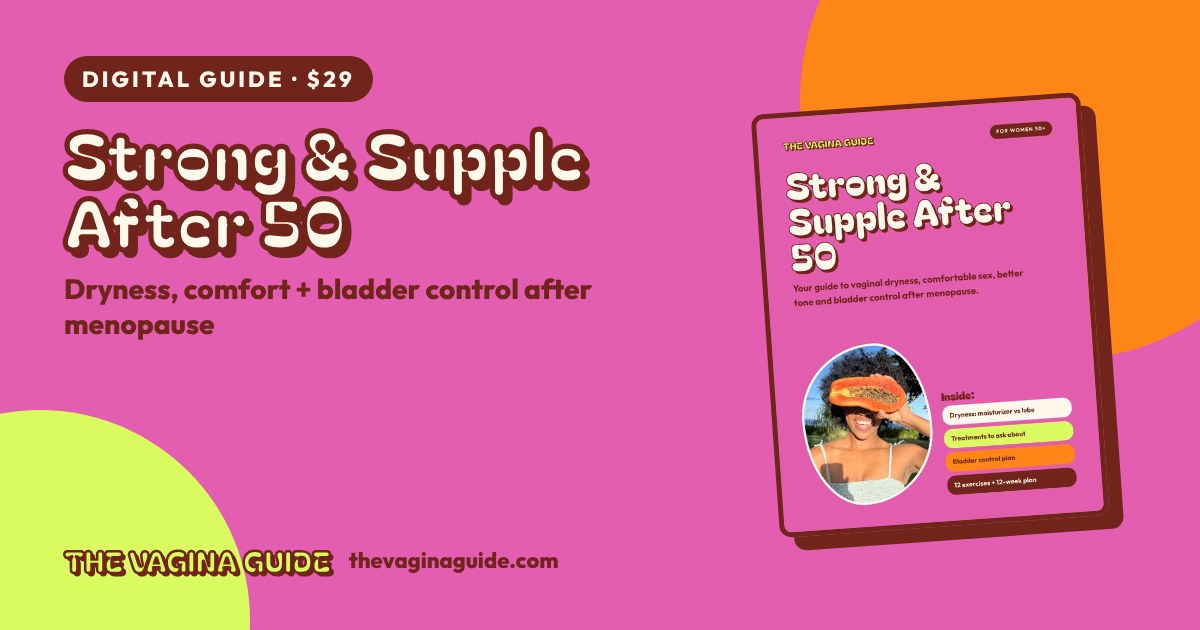 DIGITAL GUIDE · $29
Strong & Supple
After 50
Dryness, comfort + bladder control after
menopause
THE VAGINA GUIDE
thevaginaguide.com
THE VAGINA GUIDE
FOR WOMEN 50+
Strong &
Supple After
50
Your guide to vaginal dryness, comfortable sex, better
tone and bladder control after menopause.
Inside:
Dryness: moisturizer vs lube
Treatments to ask about
Bladder control plan
12 exercises + 12-week plan